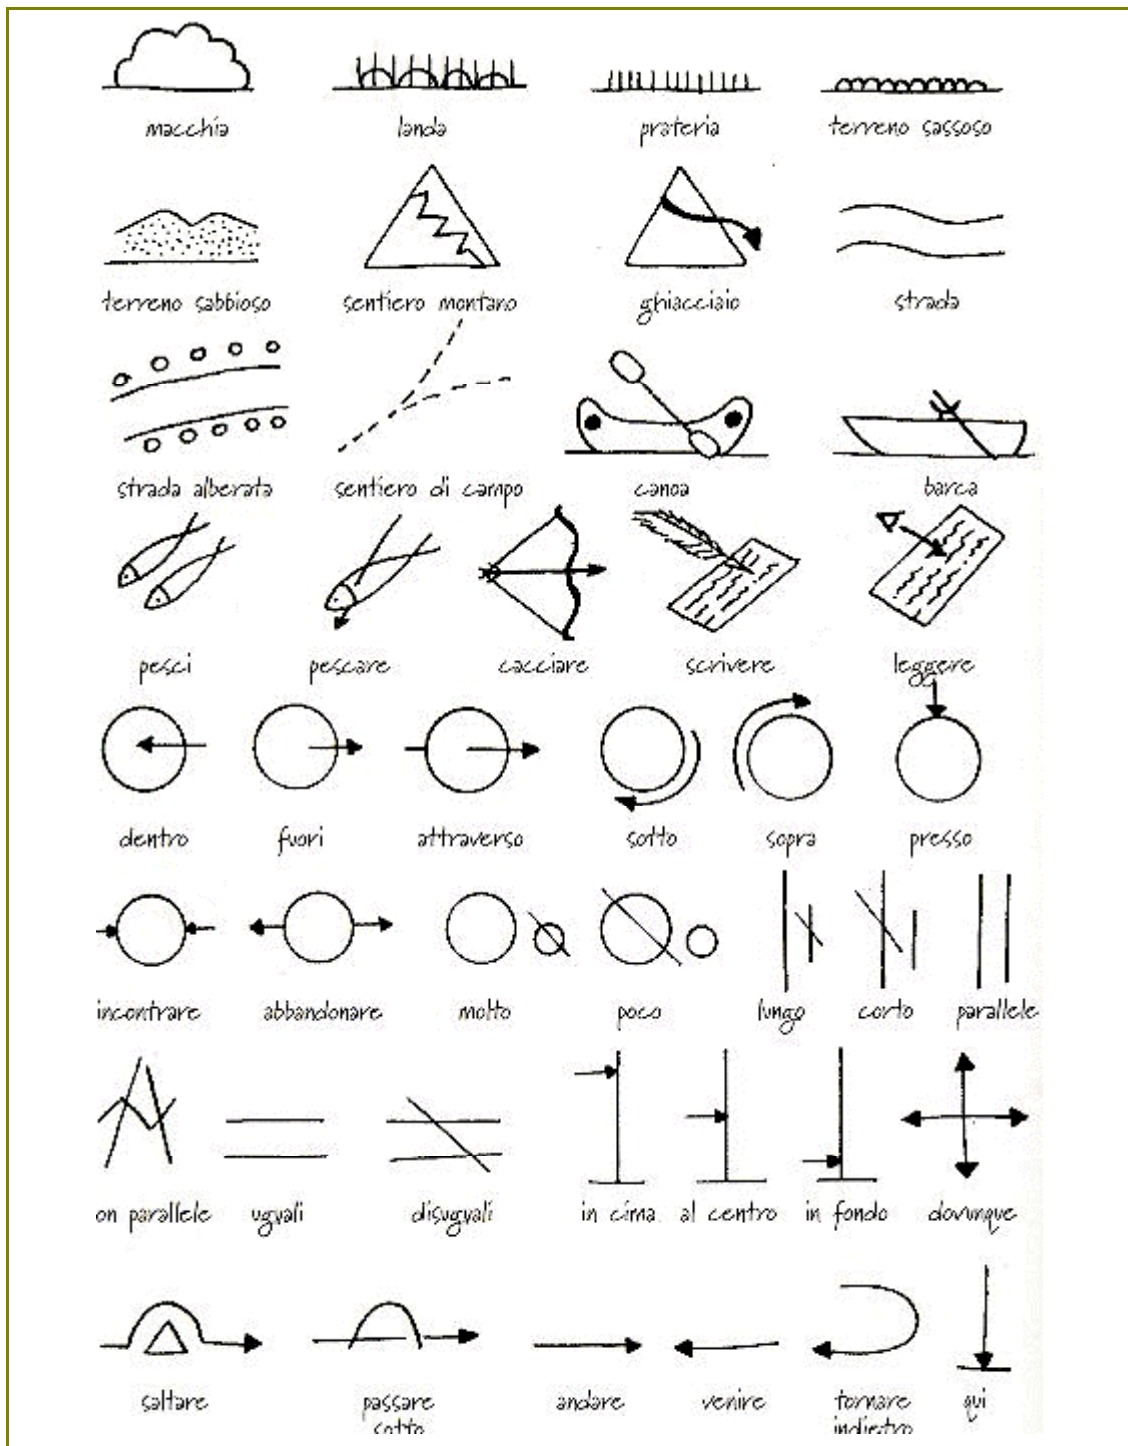 macchia landa prateria terreno sassoso
terreno sabbioso sentiero montano ghiacciaio strada
strada alberata sentiero di campo canoa barca
pesci pescare cacciare scrivere leggere
dentro fuori attraverso sotto sopra presso
incontrare abbandonare molto poco lungo corto parallele
on parallele uguali disuguali in cima al centro in fondo dovunque
saltare passare andare venire tornare qui
sotto indietro